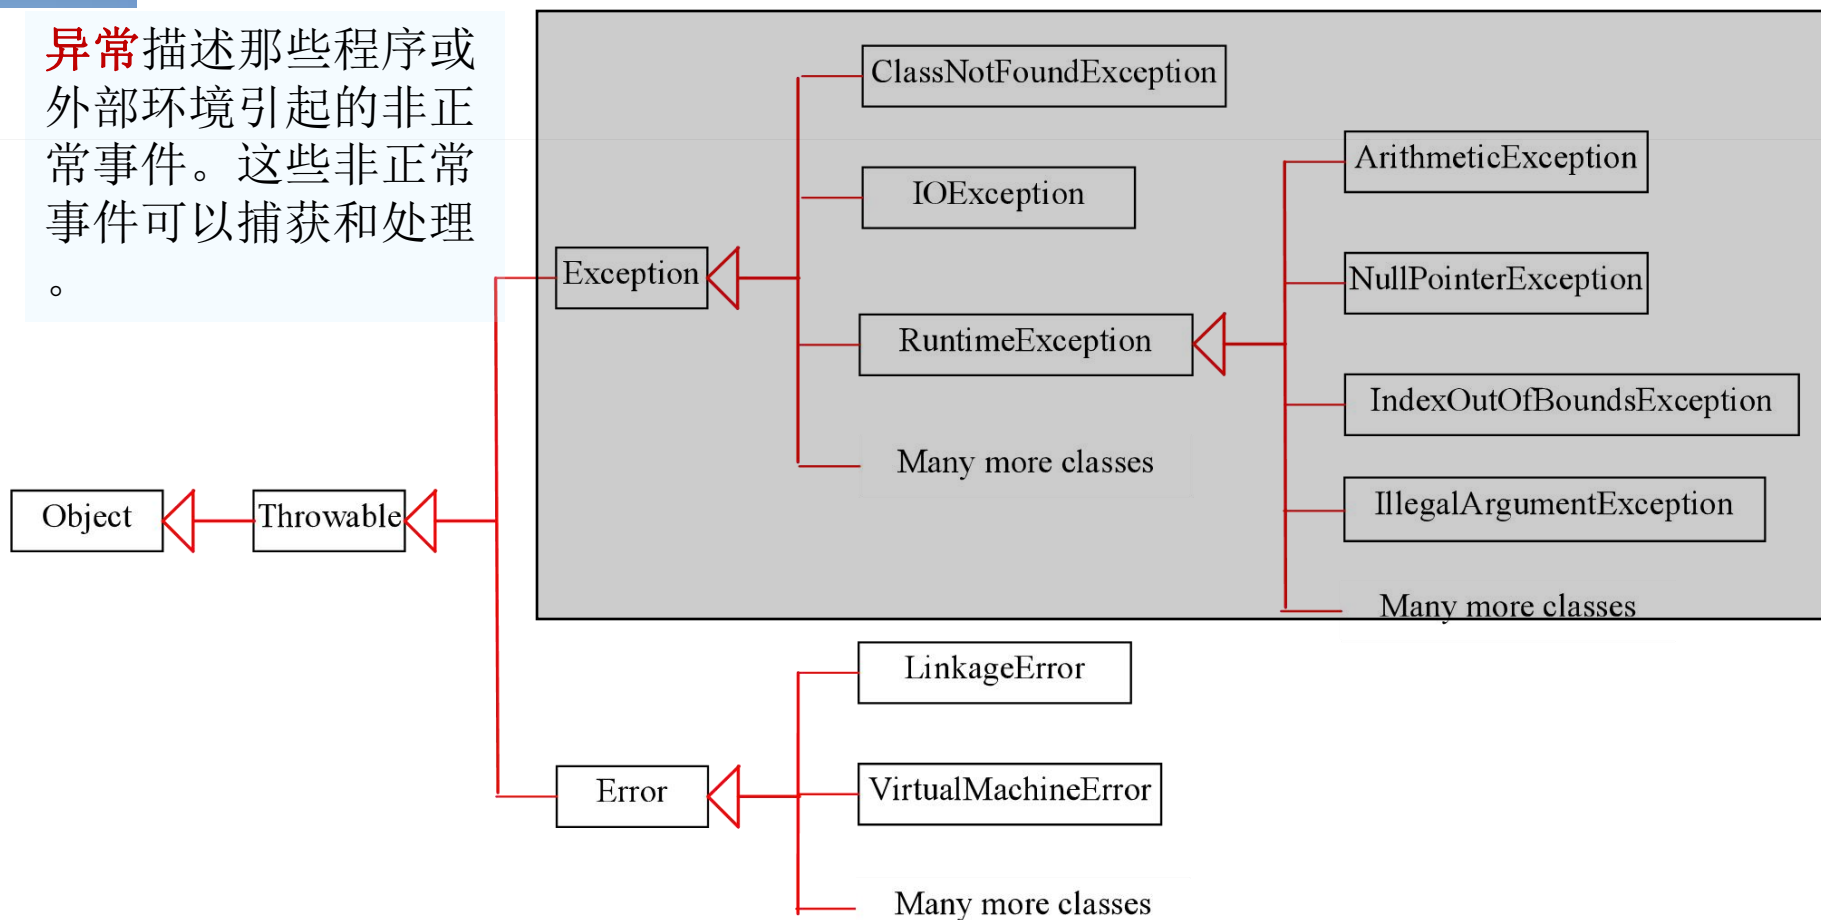 异常描述那些程序或
外部环境引起的非正
常事件。这些非正常
事件可以捕获和处理
。
ClassNotFoundException
ArithmeticException
IOException
Exception
NullPointerException
RuntimeException
IndexOutOfBoundsException
Many more classes
IllegalArgumentException
Object
Throwable
Many more classes
LinkageError
Error
VirtualMachineError
Many more classes